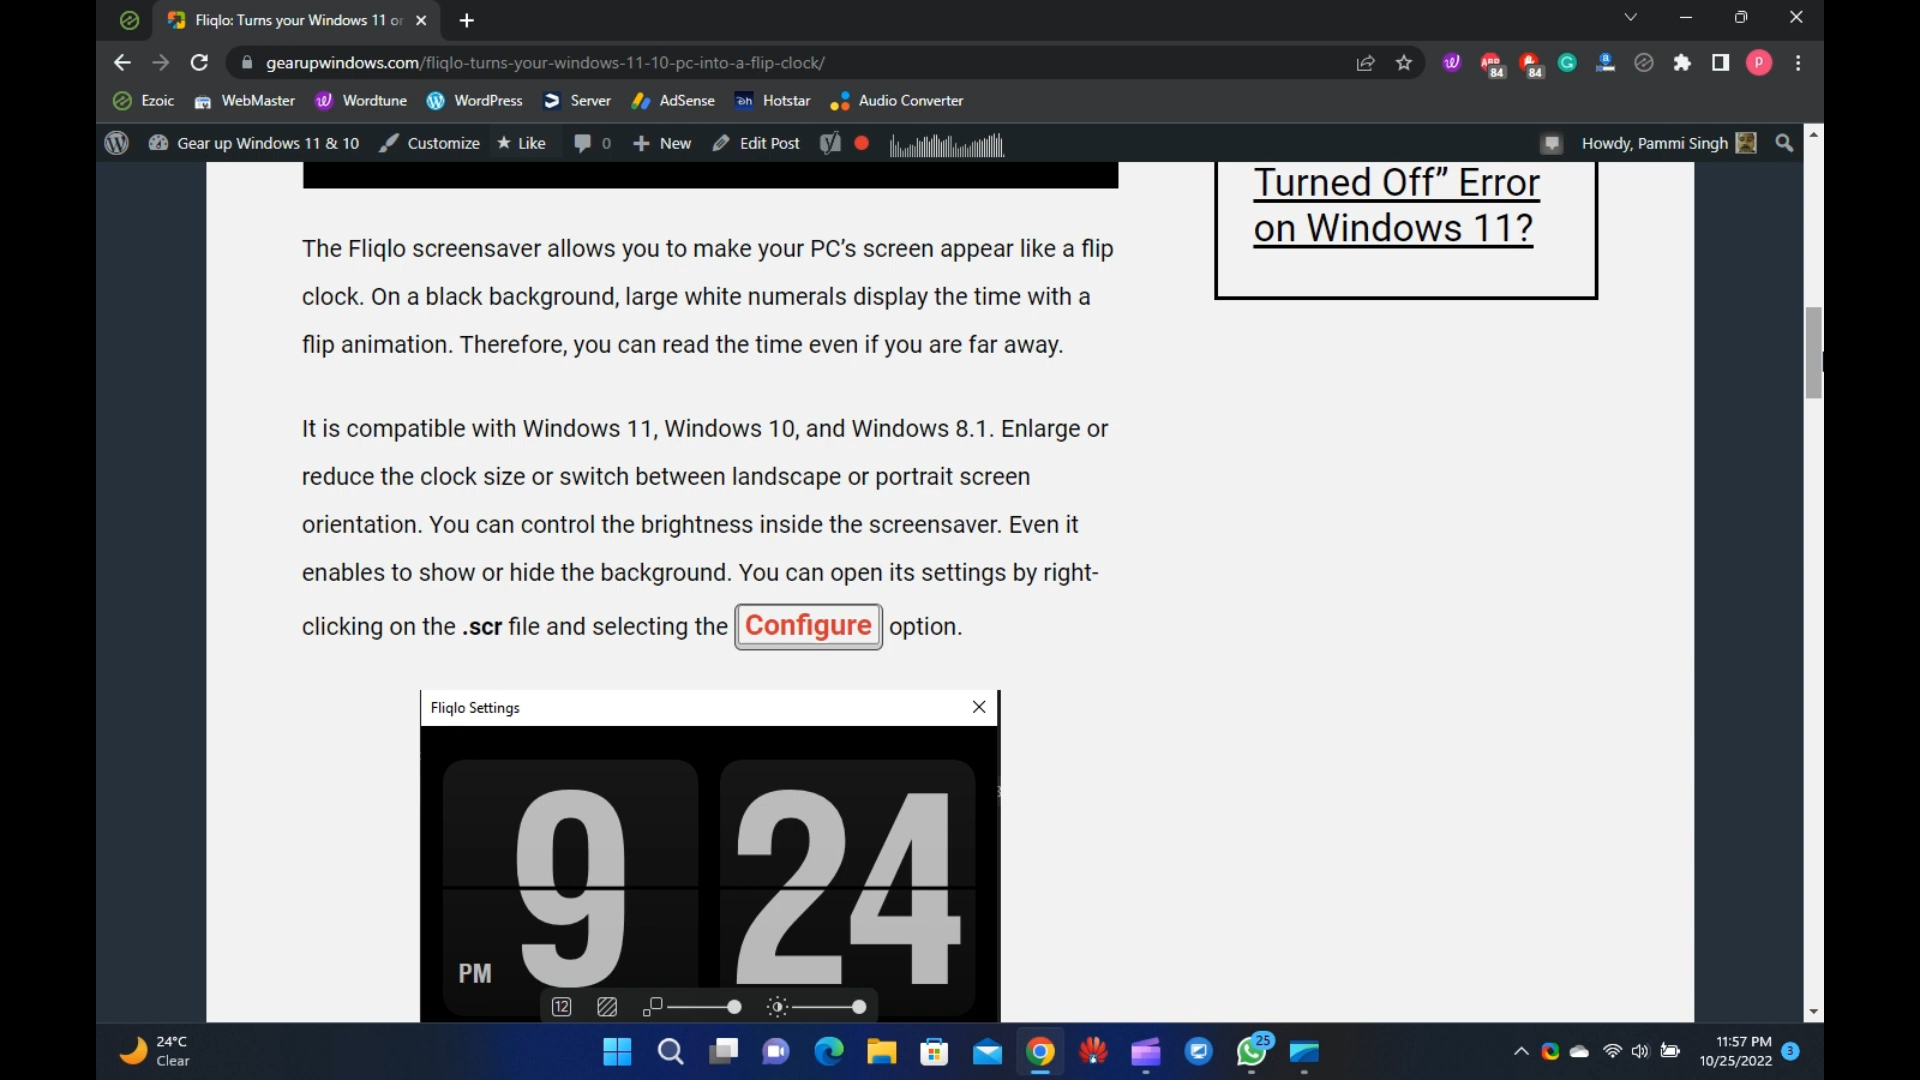 Fliqlo: Turns your Windows 11 or
gearupwindows.com/fliqlo-turns-your-windows-11-10-pc-into-a-flip-clock/
84
84
P
Ezoic
WebMaster
Wordtune
WordPress
Server
AdSense
Hotstar
Audio Converter
Gear up Windows 11 & 10
Customize
Like
0
New
Edit Post
Howdy, Pammi Singh
Turned Off” Error
on Windows 11?
The Fliqlo screensaver allows you to make your PC’s screen appear like a flip
clock. On a black background, large white numerals display the time with a
flip animation. Therefore, you can read the time even if you are far away.
It is compatible with Windows 11, Windows 10, and Windows 8.1. Enlarge or
reduce the clock size or switch between landscape or portrait screen
orientation. You can control the brightness inside the screensaver. Even it
enables to show or hide the background. You can open its settings by right-
clicking on the .scr file and selecting the Configure option.
Fliqlo Settings
9 24
PM
12
24°C
Clear
25
11:57 PM
10/25/2022
3